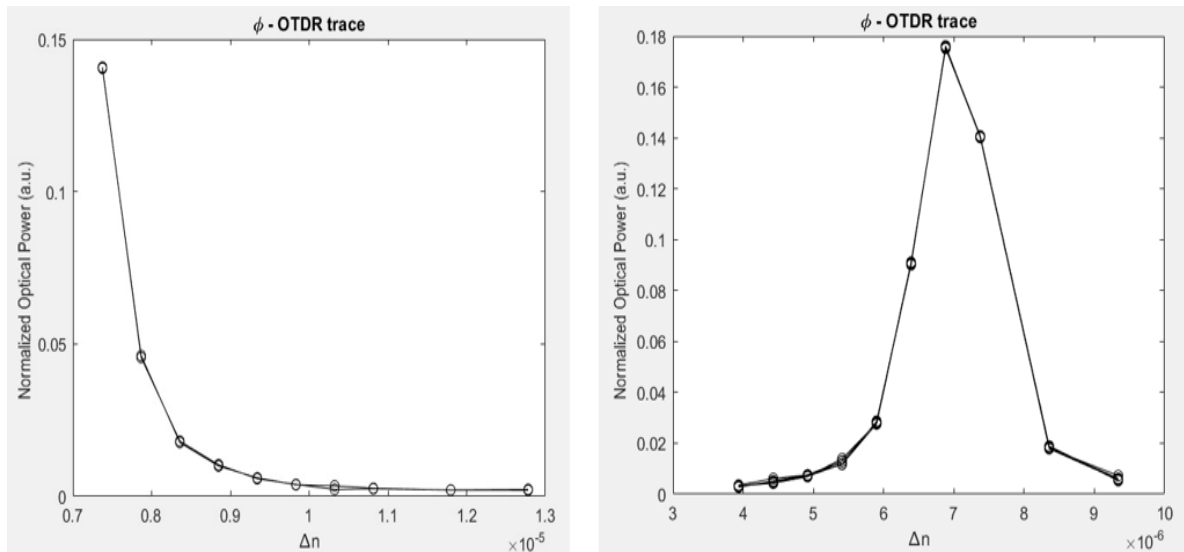 ϕ - OTDR trace
Normalized Optical Power (a.u.)
0.15
0.1
0.05
0
0.7 0.8 0.9 1 1.1 1.2 1.3
Δn
×10-5
ϕ - OTDR trace
Normalized Optical Power (a.u.)
0.18
0.16
0.14
0.12
0.1
0.08
0.06
0.04
0.02
0
3 4 5 6 7 8 9 10
Δn
×10-6